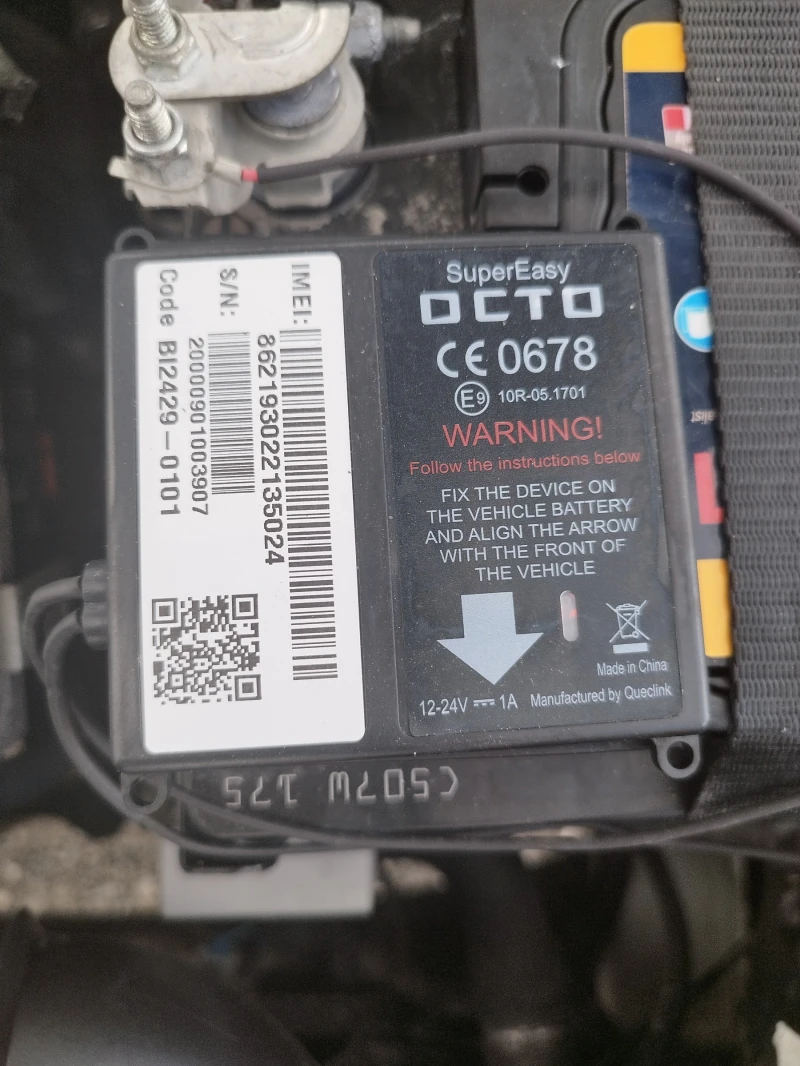 IMEI:
862193022135024
S/N:
200009010003907
Code BI2429-0101
SuperEasy
OCTO
CE 0678
E9 10R-05.1701
WARNING!
Follow the instructions below
FIX THE DEVICE ON
THE VEHICLE BATTERY
AND ALIGN THE ARROW
WITH THE FRONT OF
THE VEHICLE
Made in China
12-24V ⎓ 1A Manufactured by Queclink
C507W 175
alist